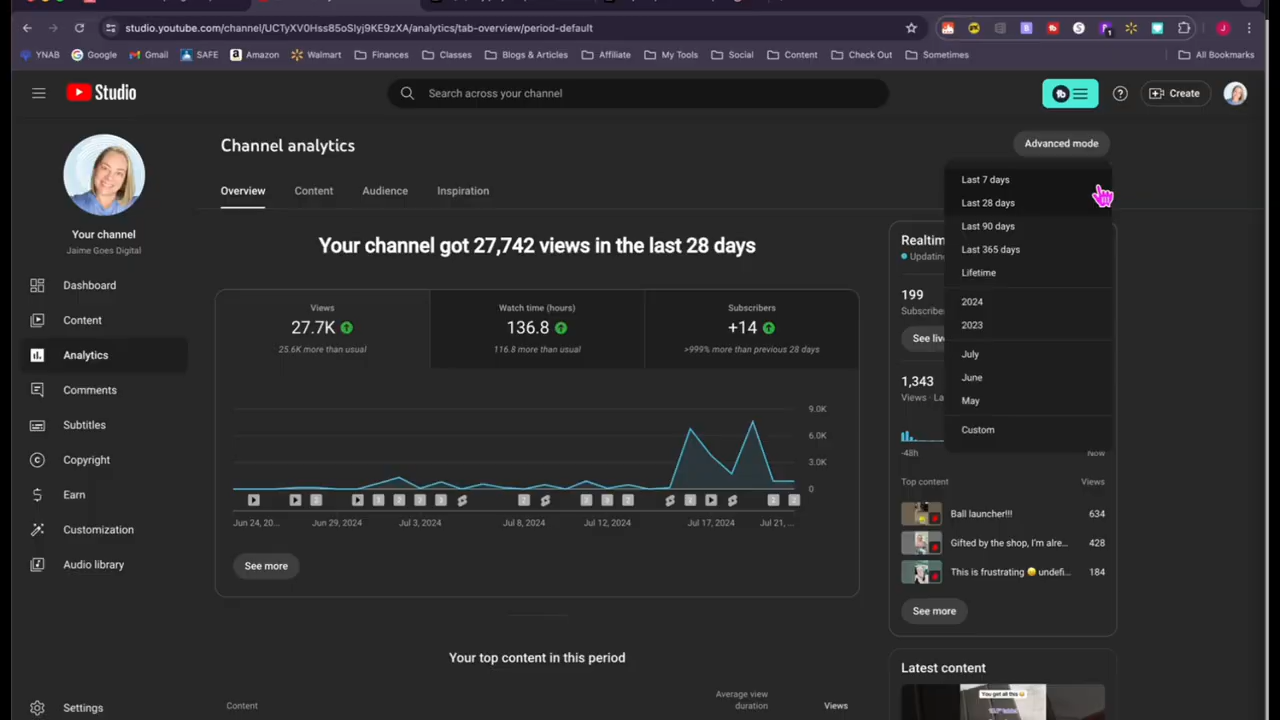 studio.youtube.com/channel/UCTyXV0Hss85oSlyj9KE9zXA/analytics/tab-overview/period-default
YNAB
Google
Gmail
SAFE
Amazon
Walmart
Finances
Classes
Blogs & Articles
Affiliate
My Tools
Social
Content
Check Out
Sometimes
All Bookmarks
Studio
Search across your channel
Create
Channel analytics
Advanced mode
Overview
Content
Audience
Inspiration
Last 7 days
Last 28 days
Last 90 days
Last 365 days
Lifetime
2024
2023
July
June
May
Custom
Your channel
Jaime Goes Digital
Dashboard
Content
Analytics
Comments
Subtitles
Copyright
Earn
Customization
Audio library
Settings
Your channel got 27,742 views in the last 28 days
Views
27.7K
25.6K more than usual
Watch time (hours)
136.8
116.8 more than usual
Subscribers
+14
>999% more than previous 28 days
9.0K
6.0K
3.0K
0
Jun 24, 20...
Jun 29, 2024
Jul 3, 2024
Jul 8, 2024
Jul 12, 2024
Jul 17, 2024
Jul 21, ...
See more
Your top content in this period
Content
Average view
duration
Views
Realtim
Updatin
199
Subscribe
See live
1,343
Views · La
-48h
Now
Top content
Views
Ball launcher!!!
634
Gifted by the shop, I'm alre...
428
This is frustrating 😕 undefi...
184
See more
Latest content
You get all this